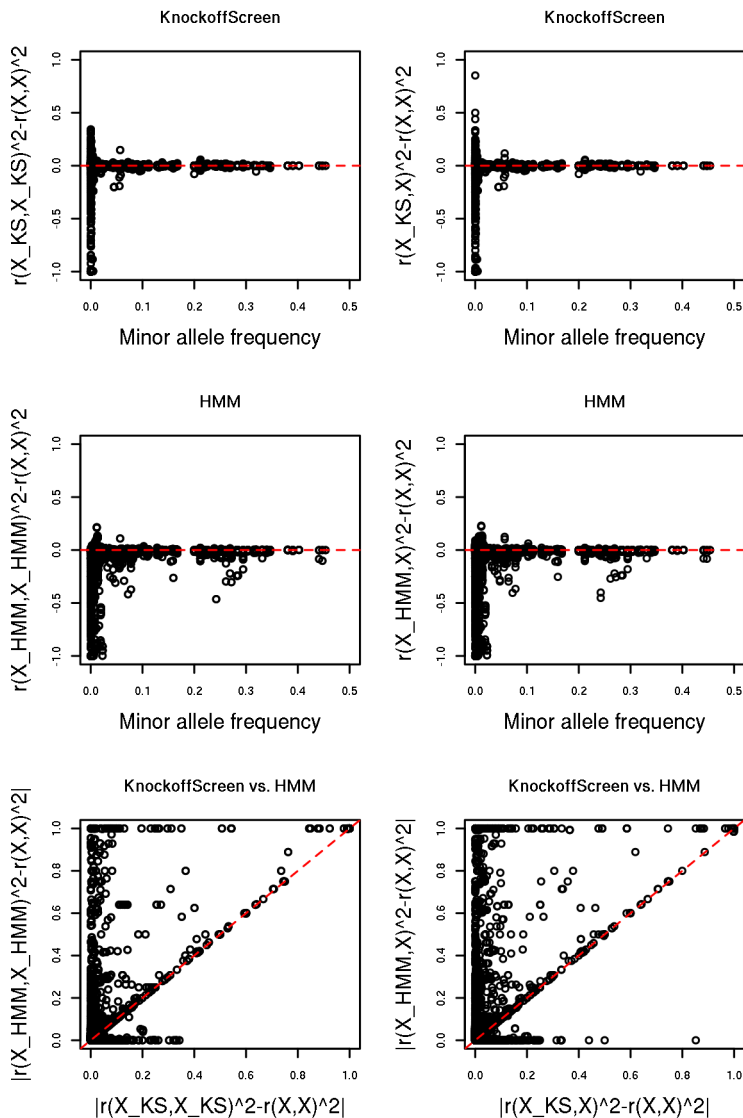 KnockoffScreen
r(X_KS,X_KS)^2-r(X,X)^2
1.0
0.5
0.0
-0.5
-1.0
0.0 0.1 0.2 0.3 0.4 0.5
Minor allele frequency
KnockoffScreen
r(X_KS,X)^2-r(X,X)^2
1.0
0.5
0.0
-0.5
-1.0
0.0 0.1 0.2 0.3 0.4 0.5
Minor allele frequency
HMM
r(X_HMM,X_HMM)^2-r(X,X)^2
1.0
0.5
0.0
-0.5
-1.0
0.0 0.1 0.2 0.3 0.4 0.5
Minor allele frequency
HMM
r(X_HMM,X)^2-r(X,X)^2
1.0
0.5
0.0
-0.5
-1.0
0.0 0.1 0.2 0.3 0.4 0.5
Minor allele frequency
KnockoffScreen vs. HMM
|r(X_HMM,X_HMM)^2-r(X,X)^2|
1.0
0.8
0.6
0.4
0.2
0.0
0.0 0.2 0.4 0.6 0.8 1.0
|r(X_KS,X_KS)^2-r(X,X)^2|
KnockoffScreen vs. HMM
|r(X_HMM,X)^2-r(X,X)^2|
1.0
0.8
0.6
0.4
0.2
0.0
0.0 0.2 0.4 0.6 0.8 1.0
|r(X_KS,X)^2-r(X,X)^2|